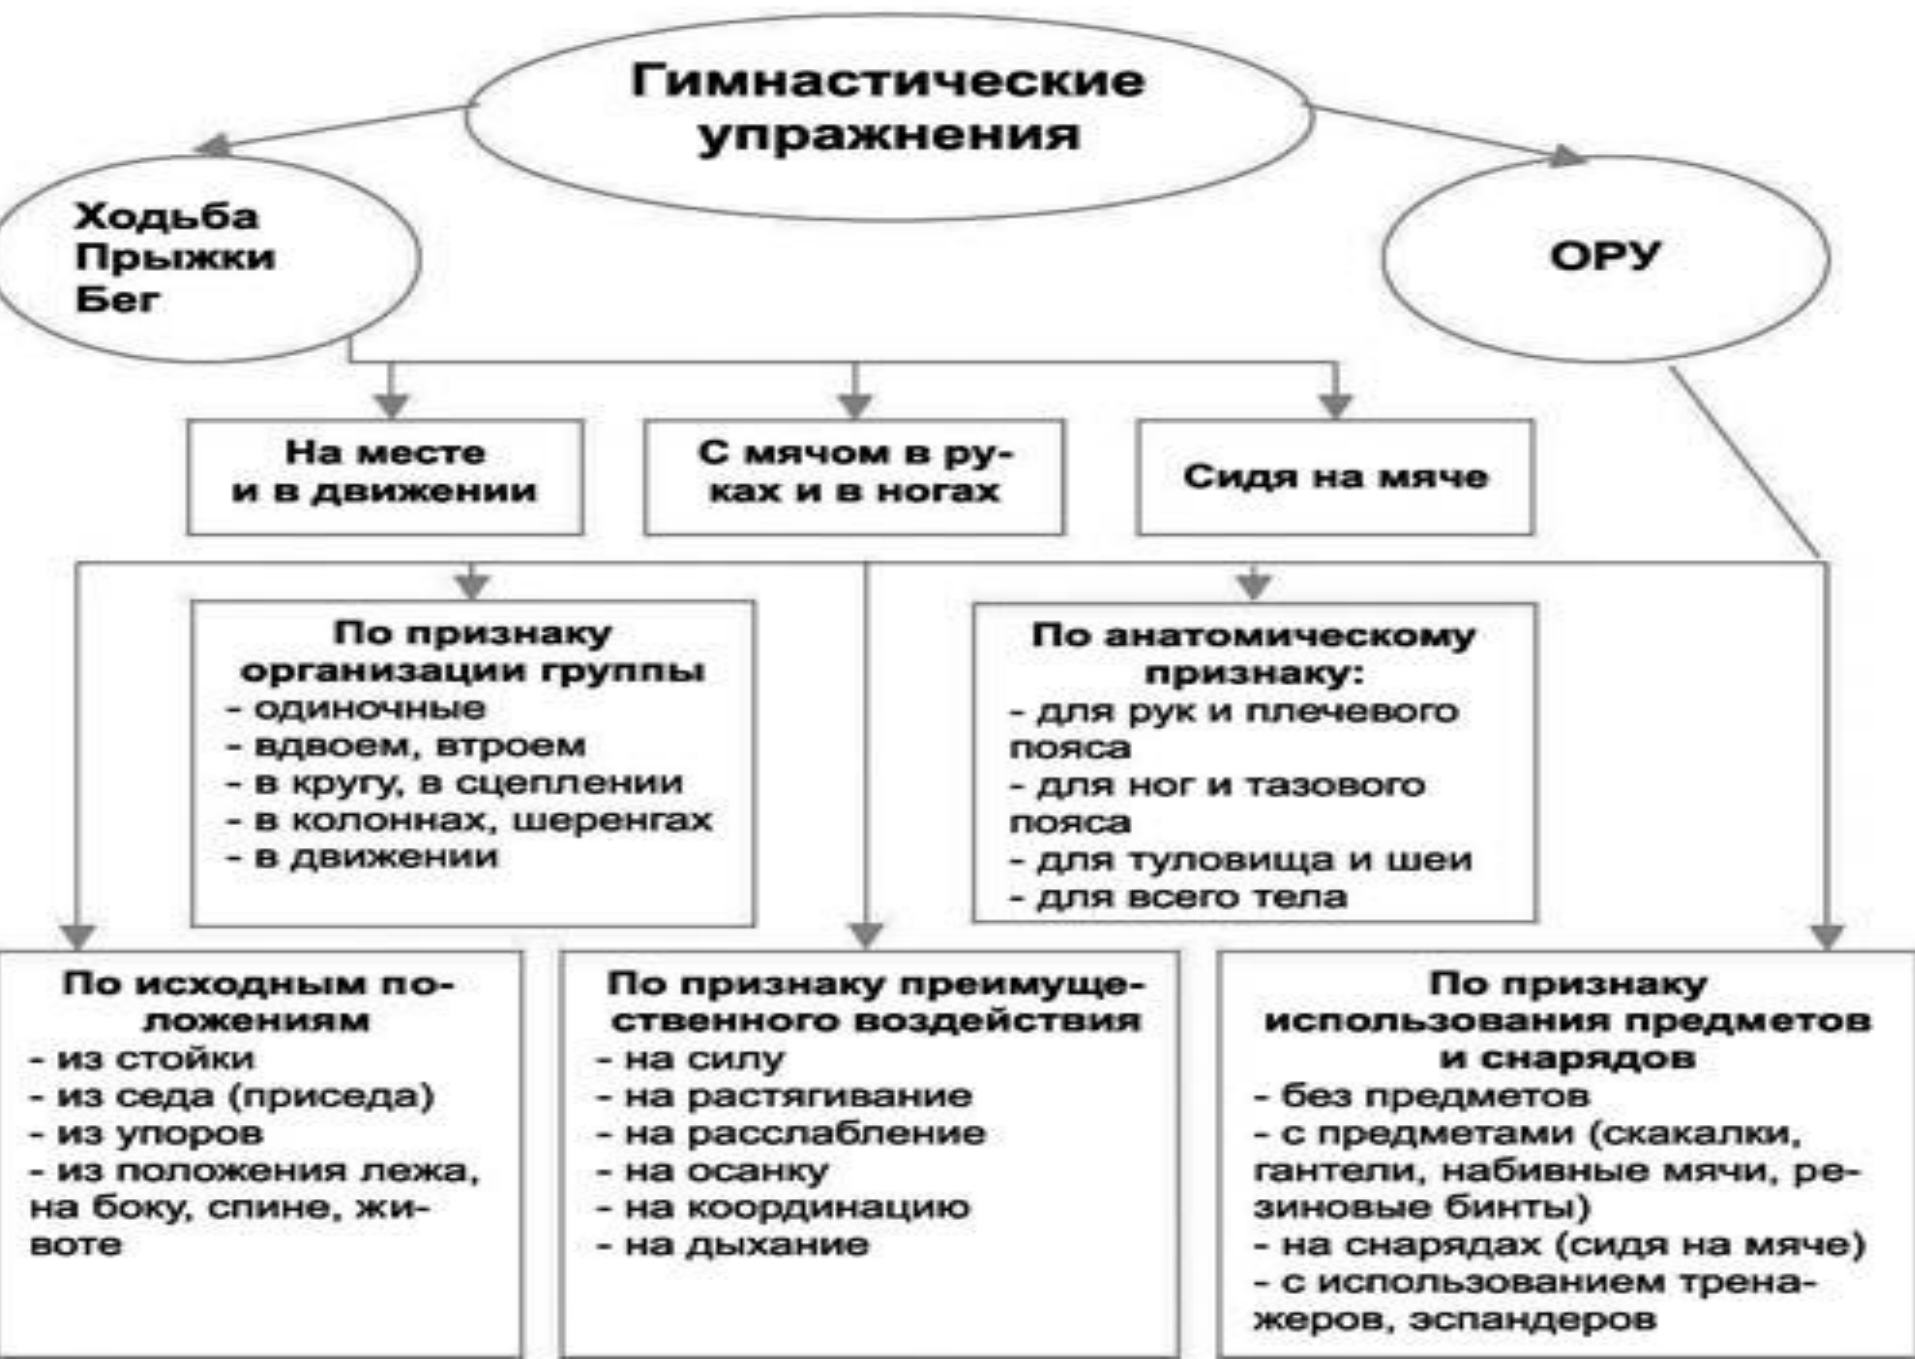 Гимнастические
упражнения
Ходьба
Прыжки
Бег
ОРУ
На месте
и в движении
С мячом в ру-
ках и в ногах
Сидя на мяче
По признаку
организации группы
- одиночные
- вдвоем, втроем
- в кругу, в сцеплении
- в колоннах, шеренгах
- в движении
По анатомическому
признаку:
- для рук и плечевого
пояса
- для ног и тазового
пояса
- для туловища и шеи
- для всего тела
По исходным по-
ложениям
- из стойки
- из седа (приседа)
- из упоров
- из положения лежа,
на боку, спине, жи-
воте
По признаку преимуще-
ственного воздействия
- на силу
- на растягивание
- на расслабление
- на осанку
- на координацию
- на дыхание
По признаку
использования предметов
и снарядов
- без предметов
- с предметами (скакалки,
гантели, набивные мячи, ре-
зиновые бинты)
- на снарядах (сидя на мяче)
- с использованием трена-
жеров, эспандеров